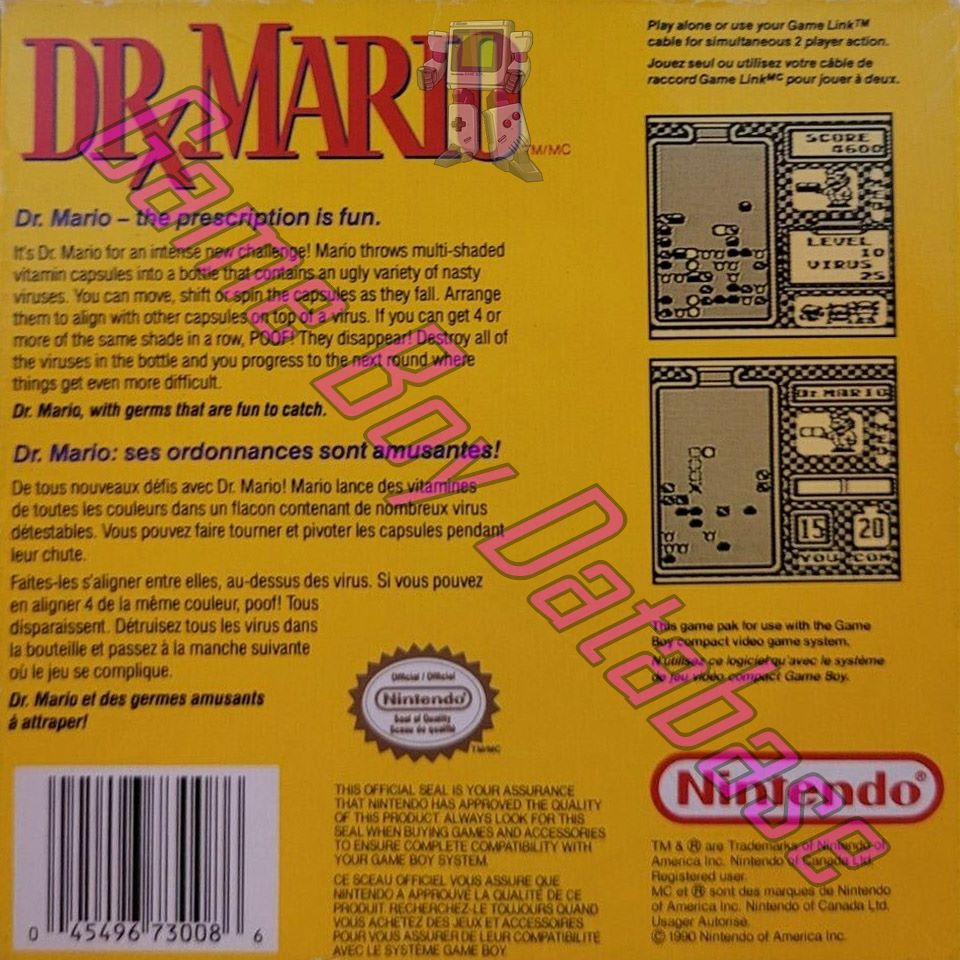 DR. MARIO
TM/MC
Dr. Mario – the prescription is fun.
It's Dr. Mario for an intense new challenge! Mario throws multi-shaded
vitamin capsules into a bottle that contains an ugly variety of nasty
viruses. You can move, shift or spin the capsules as they fall. Arrange
them to align with other capsules on top of a virus. If you can get 4 or
more of the same shade in a row, POOF! They disappear! Destroy all of
the viruses in the bottle and you progress to the next round where
things get even more difficult.
Dr. Mario, with germs that are fun to catch.
Dr. Mario: ses ordonnances sont amusantes!
De tous nouveaux défis avec Dr. Mario! Mario lance des vitamines
de toutes les couleurs dans un flacon contenant de nombreux virus
détestables. Vous pouvez faire tourner et pivoter les capsules pendant
leur chute.
Faites-les s'aligner entre elles, au-dessus des virus. Si vous pouvez
en aligner 4 de la même couleur, poof! Tous
disparaissent. Détruisez tous les virus dans
la bouteille et passez à la manche suivante
où le jeu se complique.
Dr. Mario et des germes amusants
à attraper!
Official / Officiel
Nintendo
Seal of Quality
Sceau de qualité
TM/MC
0 45496 73008 6
THIS OFFICIAL SEAL IS YOUR ASSURANCE
THAT NINTENDO HAS APPROVED THE QUALITY
OF THIS PRODUCT. ALWAYS LOOK FOR THIS
SEAL WHEN BUYING GAMES AND ACCESSORIES
TO ENSURE COMPLETE COMPATIBILITY WITH
YOUR GAME BOY SYSTEM.
CE SCEAU OFFICIEL VOUS ASSURE QUE
NINTENDO A APPROUVÉ LA QUALITÉ DE CE
PRODUIT. RECHERCHEZ-LE TOUJOURS QUAND
VOUS ACHETEZ DES JEUX ET ACCESSOIRES
POUR VOUS ASSURER DE LEUR COMPATIBILITÉ
AVEC LE SYSTÈME GAME BOY.
Play alone or use your Game Link™
cable for simultaneous 2 player action.
Jouez seul ou utilisez votre câble de
raccord Game LinkMC pour jouer à deux.
SCORE
4600
LEVEL
10
VIRUS
25
Dr.MARIO
15 20
YOU COM
This game pak for use with the Game
Boy compact video game system.
N'utilisez ce logiciel qu'avec le système
de jeu vidéo compact Game Boy.
Nintendo®
TM & ® are Trademarks of Nintendo of
America Inc. Nintendo of Canada Ltd.
Registered user.
MC et ® sont des marques de Nintendo
of America Inc. Nintendo of Canada Ltd.
Usager Autorise.
© 1990 Nintendo of America Inc.
Game Boy Database